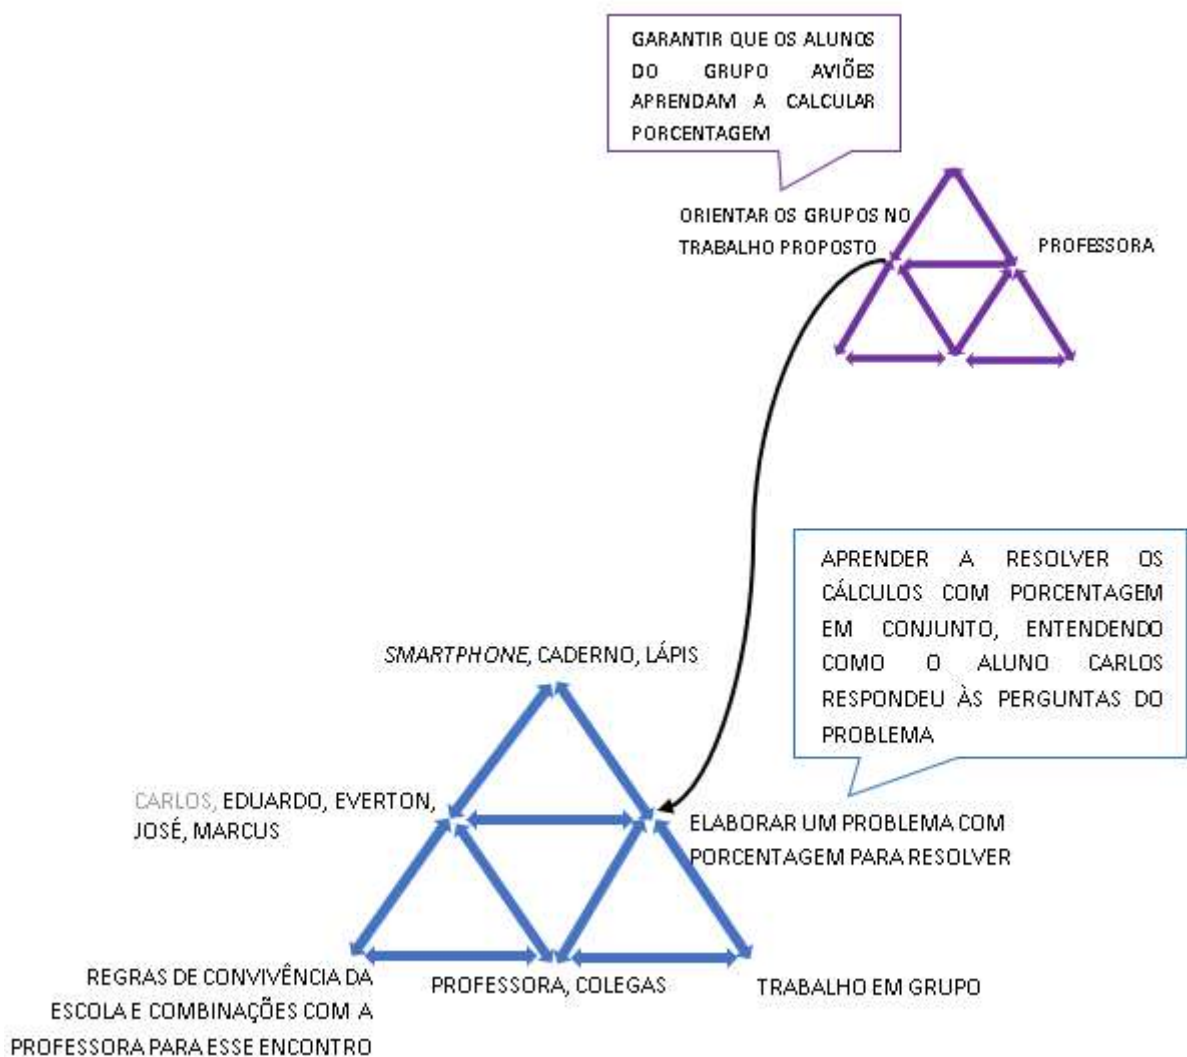 GARANTIR QUE OS ALUNOS
DO GRUPO AVIÕES
APRENDAM A CALCULAR
PORCENTAGEM
ORIENTAR OS GRUPOS NO
TRABALHO PROPOSTO
PROFESSORA
APRENDER A RESOLVER OS
CÁLCULOS COM PORCENTAGEM
EM CONJUNTO, ENTENDENDO
COMO O ALUNO CARLOS
RESPONDEU ÀS PERGUNTAS DO
PROBLEMA
SMARTPHONE, CADERNO, LÁPIS
CARLOS, EDUARDO, EVERTON,
JOSÉ, MARCUS
ELABORAR UM PROBLEMA COM
PORCENTAGEM PARA RESOLVER
REGRAS DE CONVIVÊNCIA DA
ESCOLA E COMBINAÇÕES COM A
PROFESSORA PARA ESSE ENCONTRO
PROFESSORA, COLEGAS
TRABALHO EM GRUPO